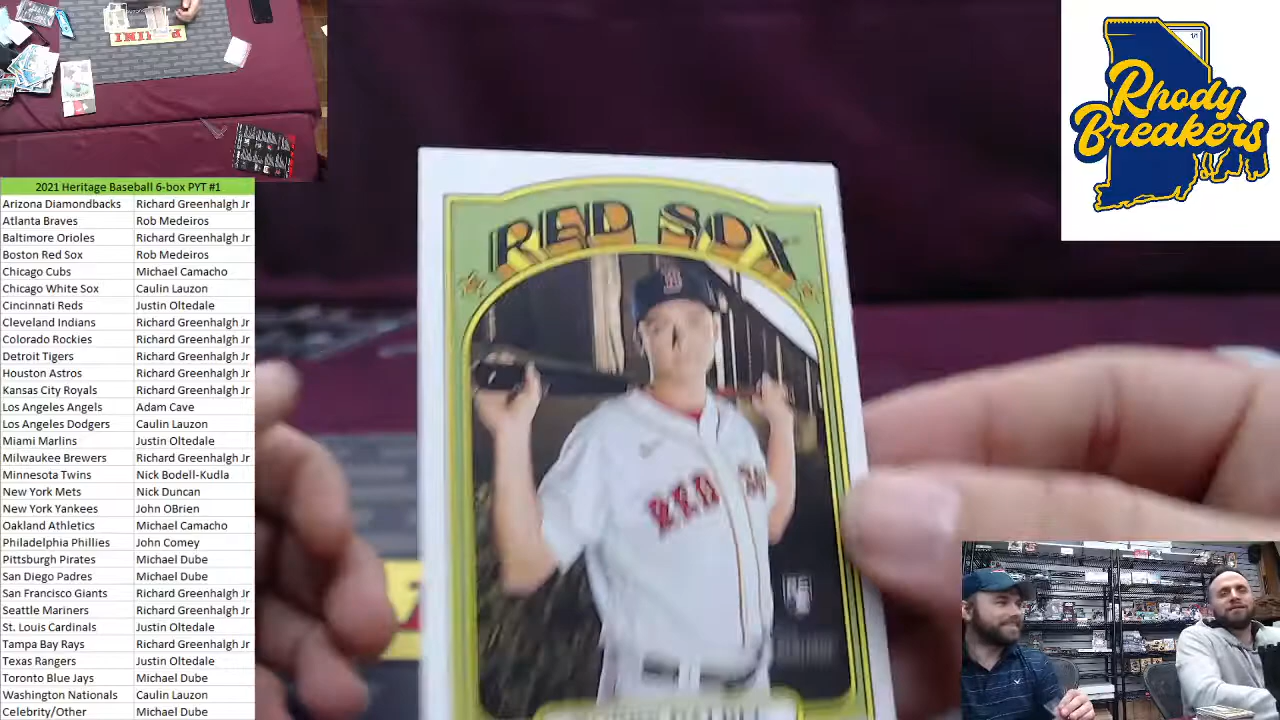 Rhody
Breakers
2021 Heritage Baseball 6-box PYT #1
Arizona Diamondbacks Richard Greenhalgh Jr
Atlanta Braves Rob Medeiros
Baltimore Orioles Richard Greenhalgh Jr
Boston Red Sox Rob Medeiros
Chicago Cubs Michael Camacho
Chicago White Sox Caulin Lauzon
Cincinnati Reds Justin Oltedale
Cleveland Indians Richard Greenhalgh Jr
Colorado Rockies Richard Greenhalgh Jr
Detroit Tigers Richard Greenhalgh Jr
Houston Astros Richard Greenhalgh Jr
Kansas City Royals Richard Greenhalgh Jr
Los Angeles Angels Adam Cave
Los Angeles Dodgers Caulin Lauzon
Miami Marlins Justin Oltedale
Milwaukee Brewers Richard Greenhalgh Jr
Minnesota Twins Nick Bodell-Kudla
New York Mets Nick Duncan
New York Yankees John OBrien
Oakland Athletics Michael Camacho
Philadelphia Phillies John Comey
Pittsburgh Pirates Michael Dube
San Diego Padres Michael Dube
San Francisco Giants Richard Greenhalgh Jr
Seattle Mariners Richard Greenhalgh Jr
St. Louis Cardinals Justin Oltedale
Tampa Bay Rays Richard Greenhalgh Jr
Texas Rangers Justin Oltedale
Toronto Blue Jays Michael Dube
Washington Nationals Caulin Lauzon
Celebrity/Other Michael Dube
RED SOX
B
RED